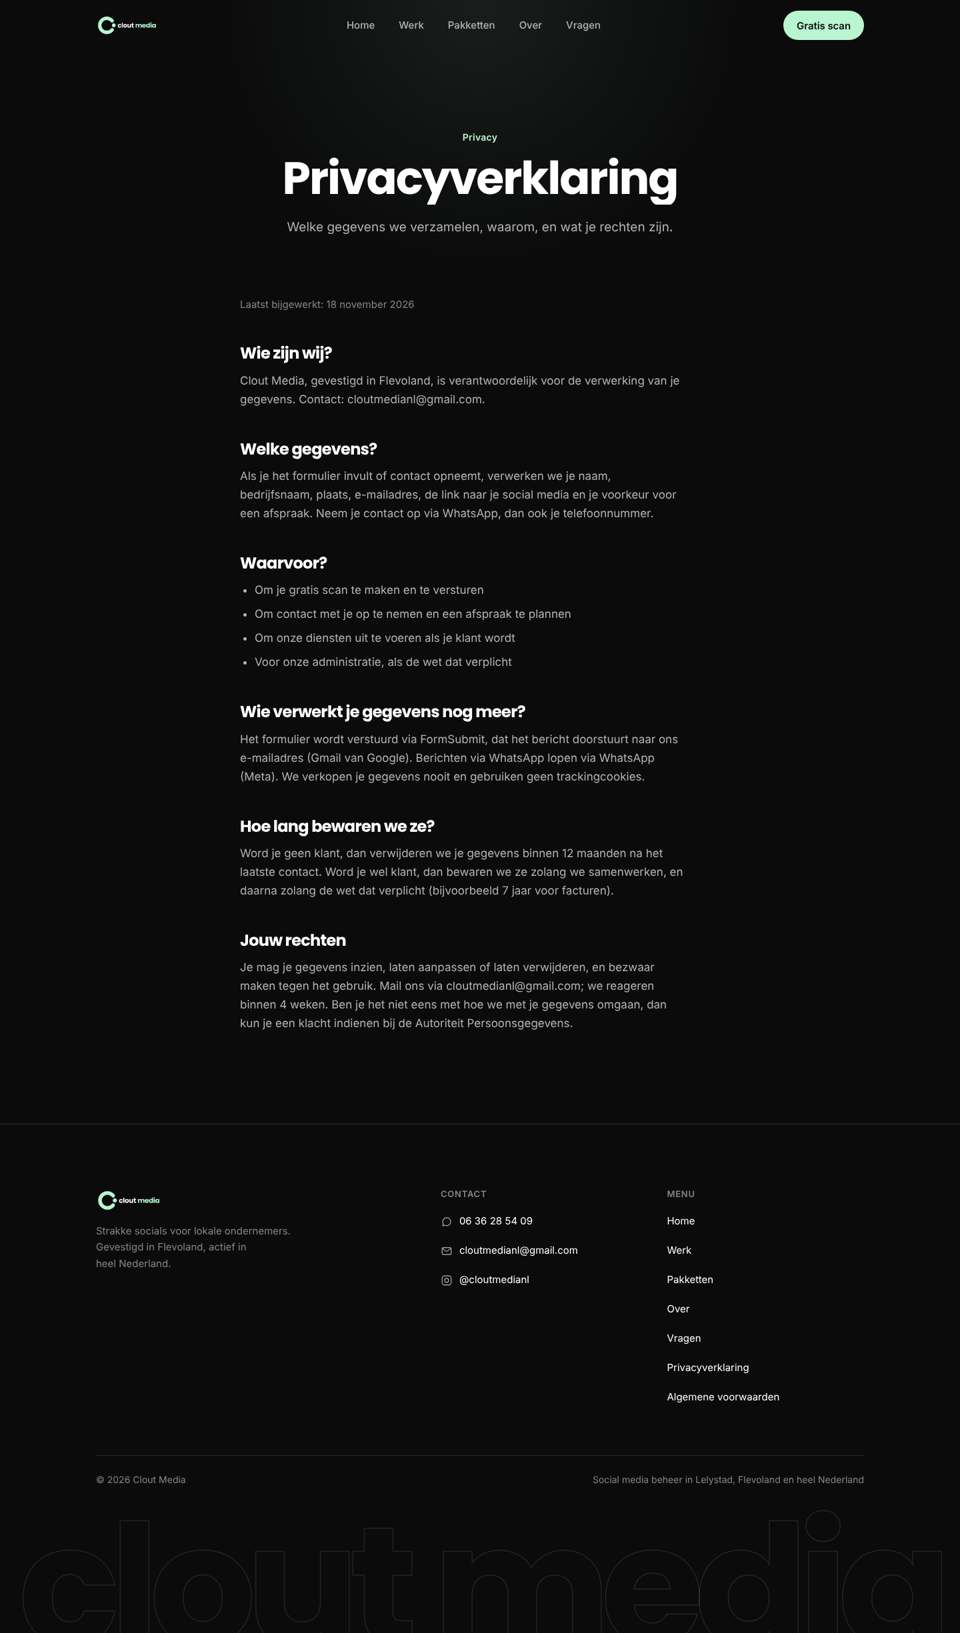 clout media
Home
Werk
Pakketten
Over
Vragen
Gratis scan
Privacy
Privacyverklaring
Welke gegevens we verzamelen, waarom, en wat je rechten zijn.
Laatst bijgewerkt: 18 november 2026
Wie zijn wij?
Clout Media, gevestigd in Flevoland, is verantwoordelijk voor de verwerking van je
gegevens. Contact: cloutmedianl@gmail.com.
Welke gegevens?
Als je het formulier invult of contact opneemt, verwerken we je naam,
bedrijfsnaam, plaats, e-mailadres, de link naar je social media en je voorkeur voor
een afspraak. Neem je contact op via WhatsApp, dan ook je telefoonnummer.
Waarvoor?
• Om je gratis scan te maken en te versturen
• Om contact met je op te nemen en een afspraak te plannen
• Om onze diensten uit te voeren als je klant wordt
• Voor onze administratie, als de wet dat verplicht
Wie verwerkt je gegevens nog meer?
Het formulier wordt verstuurd via FormSubmit, dat het bericht doorstuurt naar ons
e-mailadres (Gmail van Google). Berichten via WhatsApp lopen via WhatsApp
(Meta). We verkopen je gegevens nooit en gebruiken geen trackingcookies.
Hoe lang bewaren we ze?
Word je geen klant, dan verwijderen we je gegevens binnen 12 maanden na het
laatste contact. Word je wel klant, dan bewaren we ze zolang we samenwerken, en
daarna zolang de wet dat verplicht (bijvoorbeeld 7 jaar voor facturen).
Jouw rechten
Je mag je gegevens inzien, laten aanpassen of laten verwijderen, en bezwaar
maken tegen het gebruik. Mail ons via cloutmedianl@gmail.com; we reageren
binnen 4 weken. Ben je het niet eens met hoe we met je gegevens omgaan, dan
kun je een klacht indienen bij de Autoriteit Persoonsgegevens.
clout media
Strakke socials voor lokale ondernemers.
Gevestigd in Flevoland, actief in
heel Nederland.
CONTACT
06 36 28 54 09
cloutmedianl@gmail.com
@cloutmedianl
MENU
Home
Werk
Pakketten
Over
Vragen
Privacyverklaring
Algemene voorwaarden
© 2026 Clout Media
Social media beheer in Lelystad, Flevoland en heel Nederland
clout media